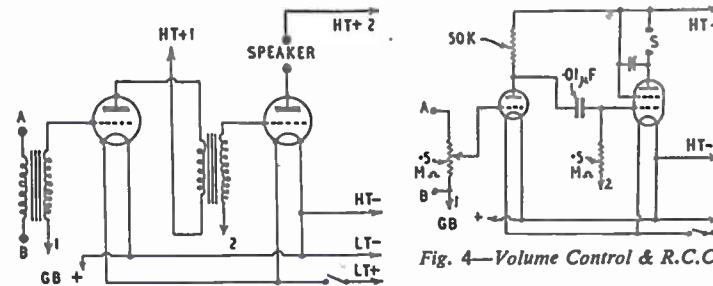 HT+1
HT+2
SPEAKER
A
B
1
2
GB +
HT-
LT-
LT+
50K
.01μF
S
HT
A
.5
MΩ
B
1
GB
+
.5
MΩ
2
HT-
Fig. 4—Volume Control & R.C.C